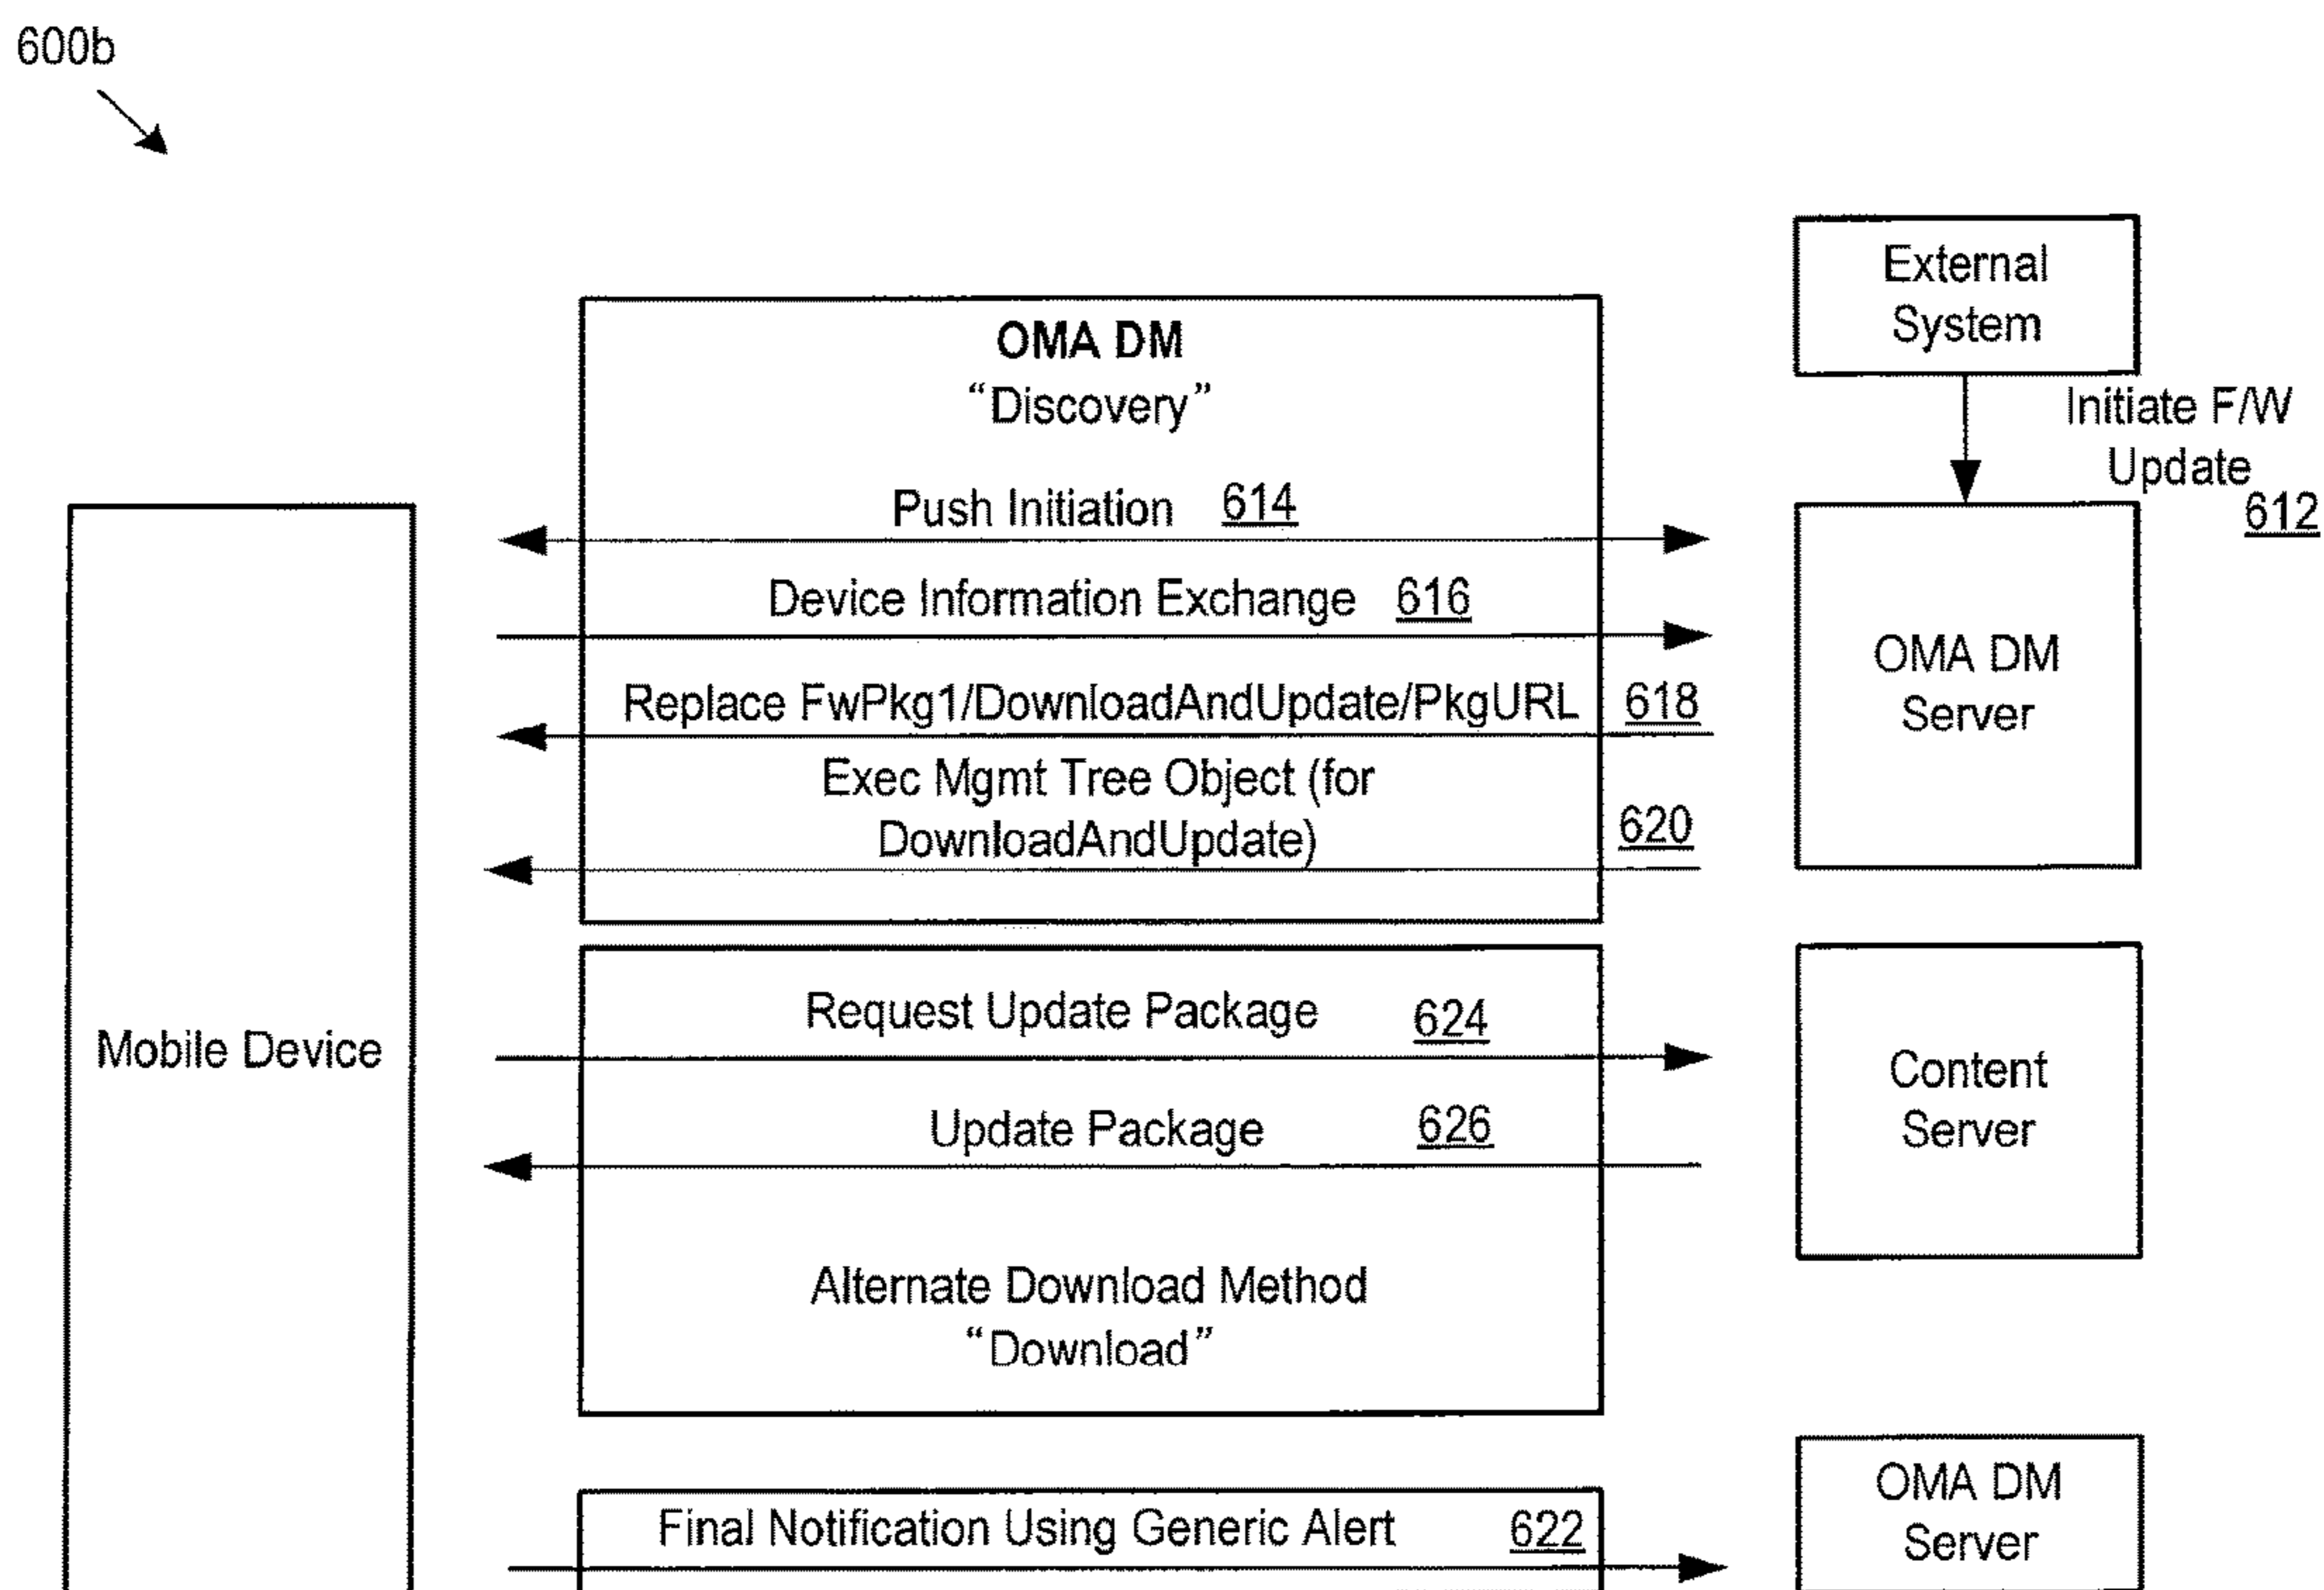 600b
External
System
Initiate F/W
Update
612
OMA DM
“Discovery”
Push Initiation 614
Device Information Exchange 616
Replace FwPkg1/DownloadAndUpdate/PkgURL 618
Exec Mgmt Tree Object (for
DownloadAndUpdate) 620
OMA DM
Server
Mobile Device
Request Update Package 624
Update Package 626
Alternate Download Method
“Download”
Content
Server
Final Notification Using Generic Alert 622
OMA DM
Server